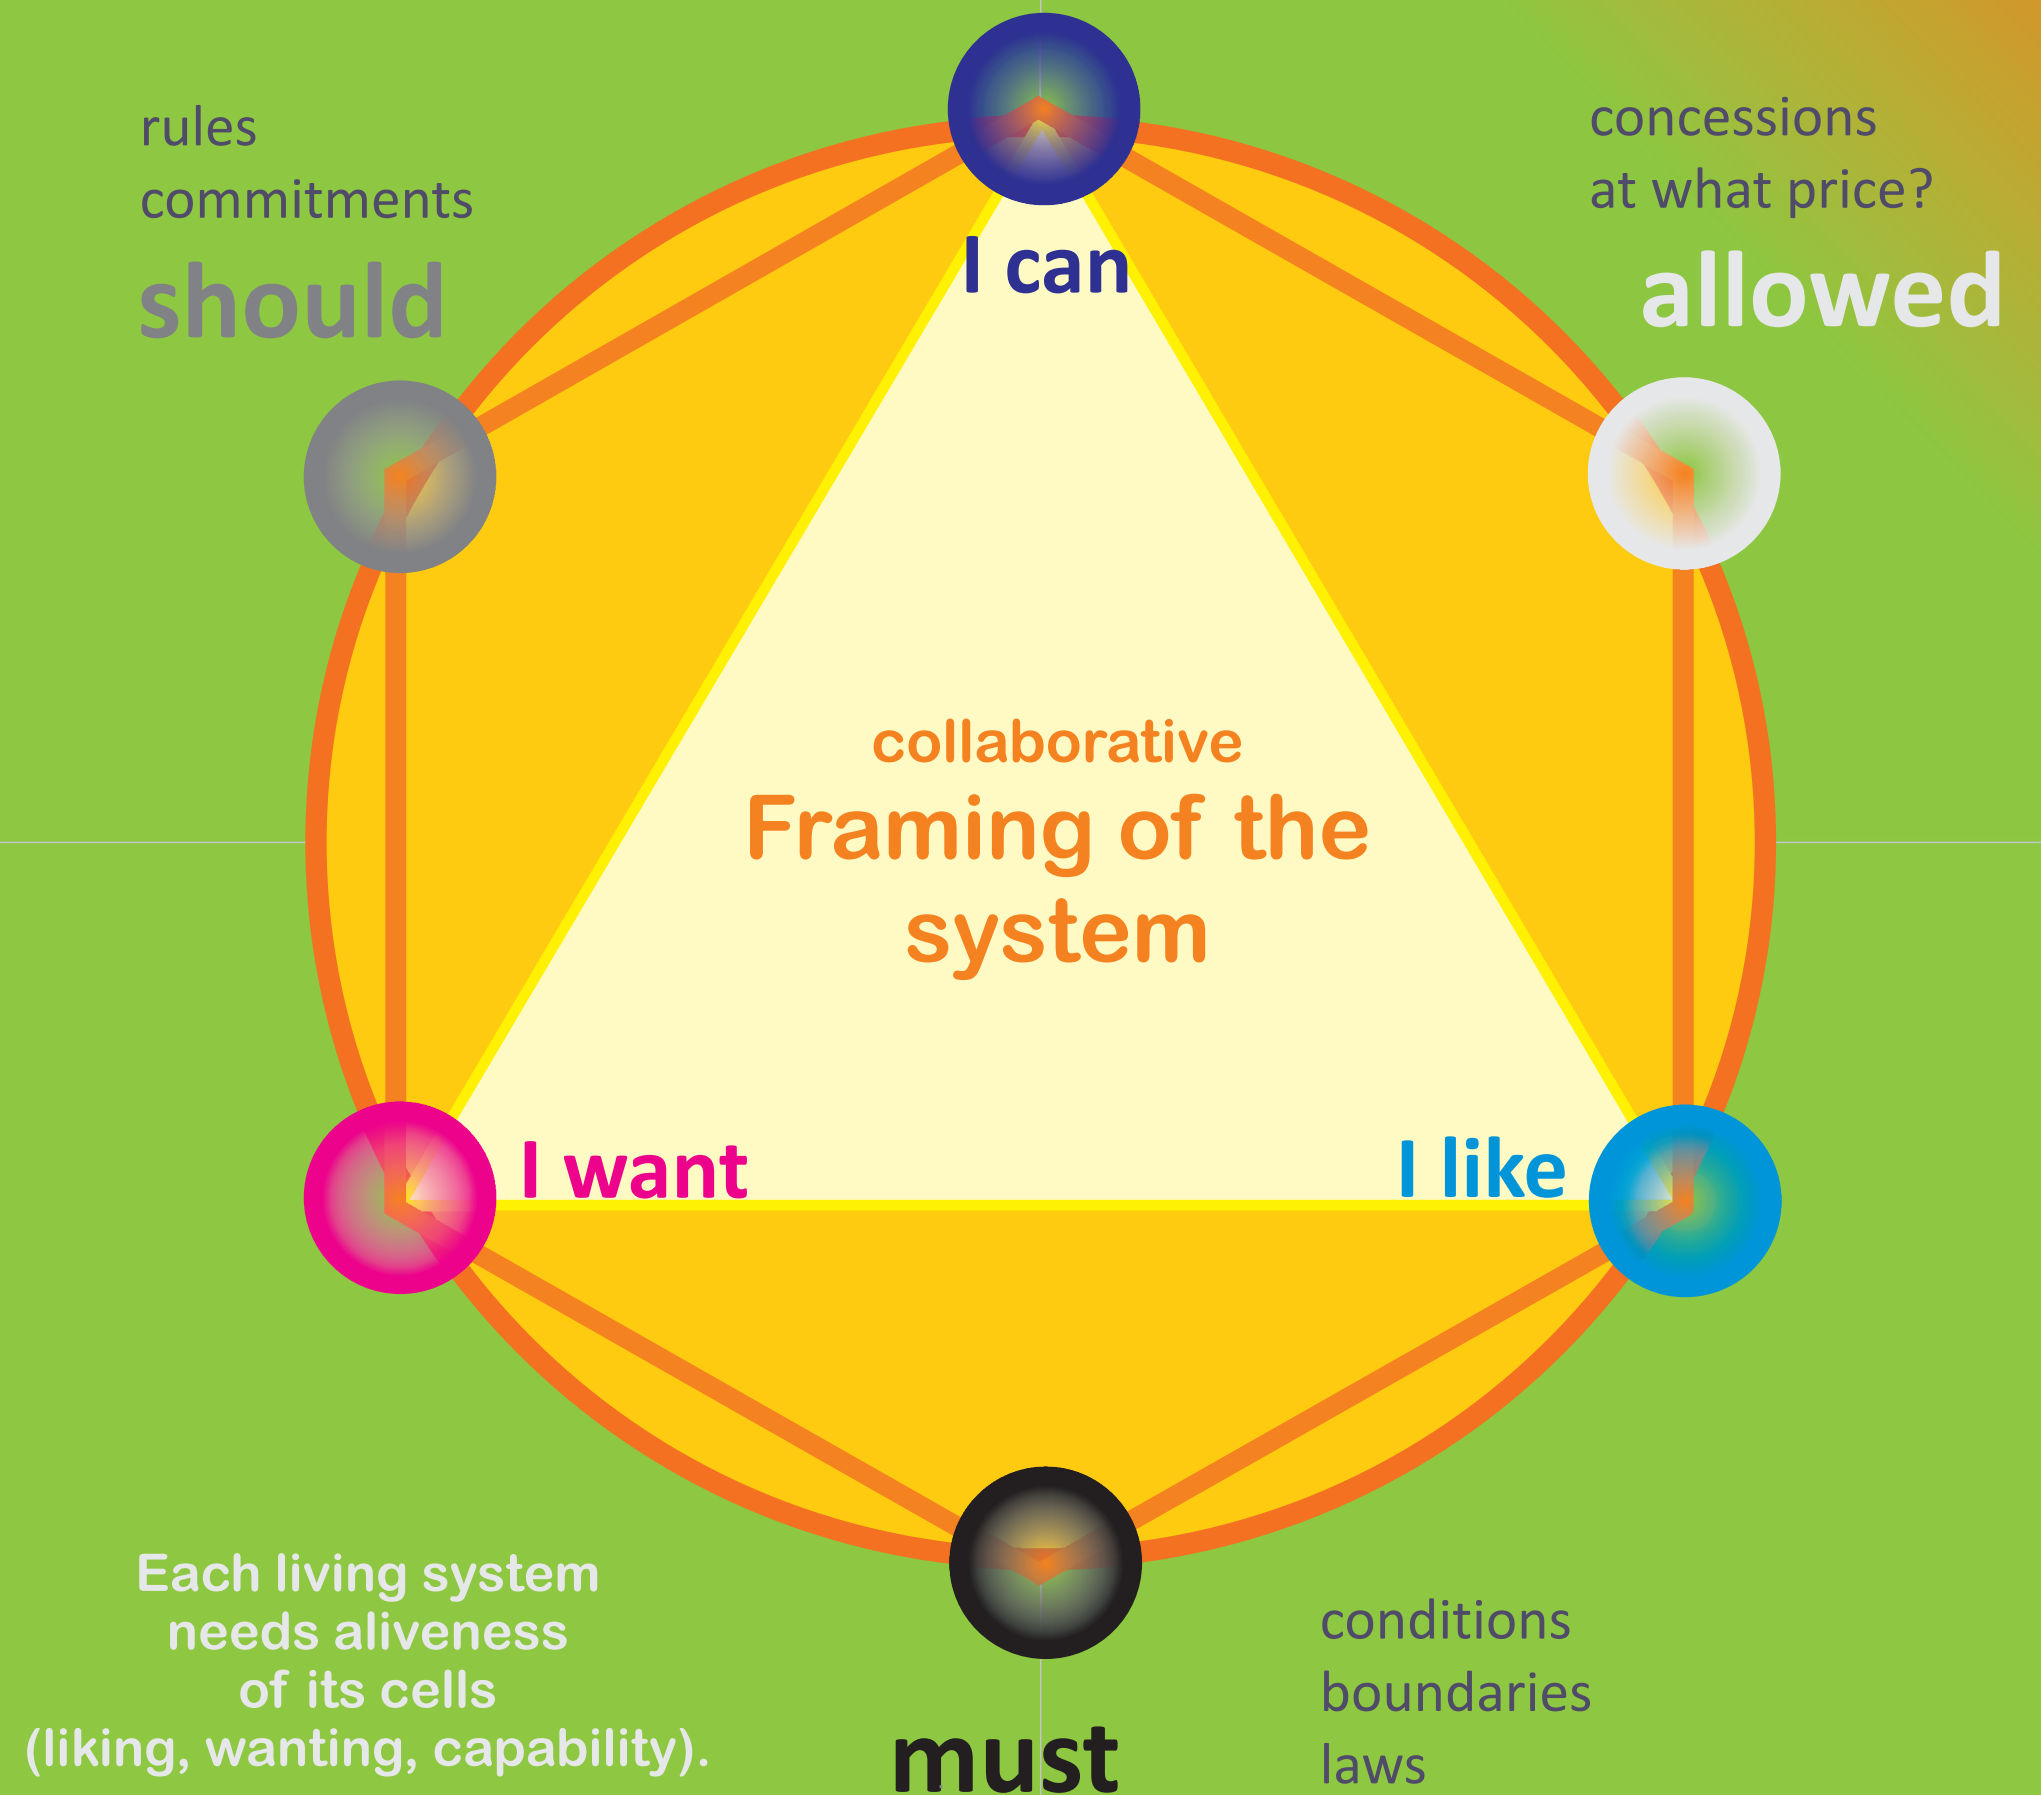 rules
commitments
should
I can
concessions
at what price?
allowed
collaborative
Framing of the
system
I want
I like
Each living system
needs aliveness
of its cells
(liking, wanting, capability).
must
conditions
boundaries
laws